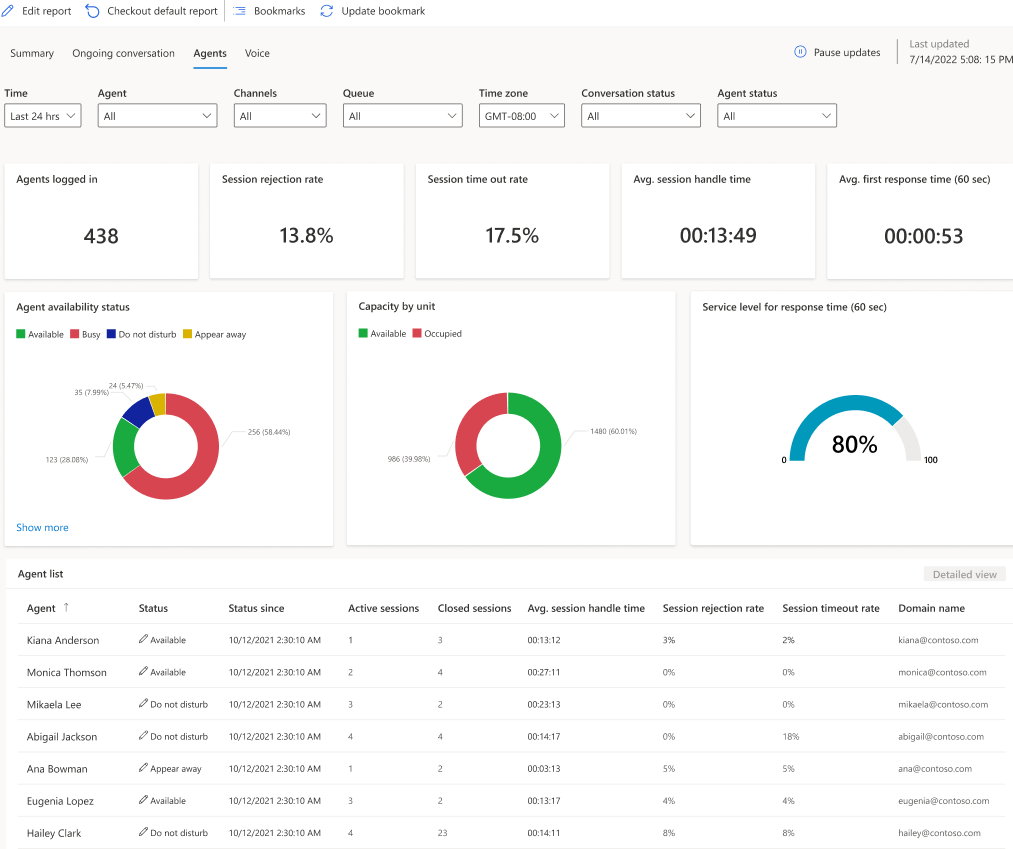 Edit report Checkout default report Bookmarks Update bookmark
Summary Ongoing conversation Agents Voice Pause updates Last updated
7/14/2022 5:08: 15 PM
Time Agent Channels Queue Time zone Conversation status Agent status
Last 24 hrs All All All GMT-08:00 All All
Agents logged in Session rejection rate Session time out rate Avg. session handle time Avg. first response time (60 sec)
438 13.8% 17.5% 00:13:49 00:00:53
Agent availability status
Available Busy Do not disturb Appear away
24 (5.47%)
35 (7.99%)
256 (58.44%)
123 (28.08%)
Show more
Capacity by unit
Available Occupied
1480 (60.01%)
986 (39.98%)
Service level for response time (60 sec)
80%
0 100
Agent list Detailed view
Agent ↑ Status Status since Active sessions Closed sessions Avg. session handle time Session rejection rate Session timeout rate Domain name
Kiana Anderson Available 10/12/2021 2:30:10 AM 1 3 00:13:12 3% 2% kiana@contoso.com
Monica Thomson Available 10/12/2021 2:30:10 AM 2 4 00:27:11 0% 0% monica@contoso.com
Mikaela Lee Do not disturb 10/12/2021 2:30:10 AM 3 2 00:23:13 0% 0% mikaela@contoso.com
Abigail Jackson Do not disturb 10/12/2021 2:30:10 AM 4 4 00:14:17 0% 18% abigail@contoso.com
Ana Bowman Appear away 10/12/2021 2:30:10 AM 1 2 00:03:13 5% 5% ana@contoso.com
Eugenia Lopez Available 10/12/2021 2:30:10 AM 3 2 00:13:17 4% 4% eugenia@contoso.com
Hailey Clark Do not disturb 10/12/2021 2:30:10 AM 4 23 00:14:11 8% 8% hailey@contoso.com